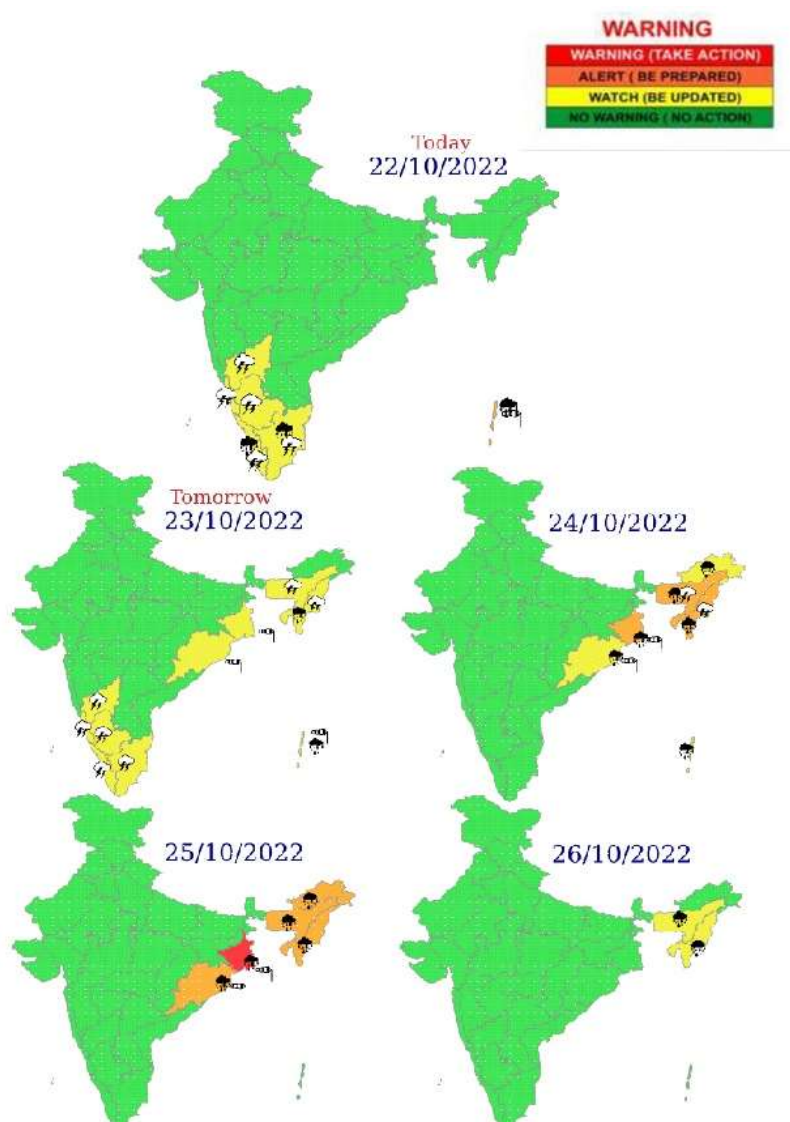 WARNING
WARNING (TAKE ACTION)
ALERT ( BE PREPARED)
WATCH (BE UPDATED)
NO WARNING ( NO ACTION)
Today
22/10/2022
Tomorrow
23/10/2022
24/10/2022
25/10/2022
26/10/2022